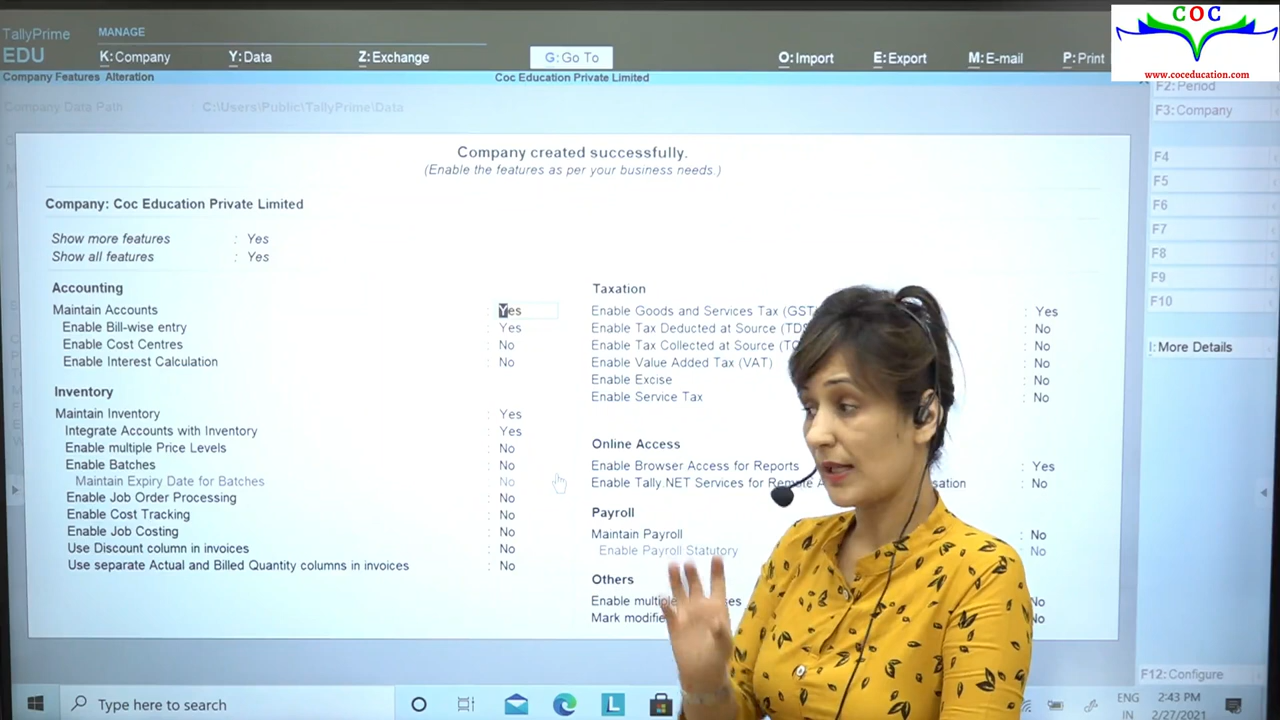 COC
www.coceducation.com
TallyPrime
EDU
MANAGE
K:Company
Y:Data
Z:Exchange
G:Go To
O:Import
E:Export
M:E-mail
P:Print
Company Features Alteration
Coc Education Private Limited
Company Data Path
C:\Users\Public\TallyPrime\Data
F2: Period
F3: Company
F4
F5
F6
F7
F8
F9
F10
I:More Details
F12: Configure
Company created successfully.
(Enable the features as per your business needs.)
Company: Coc Education Private Limited
Show more features : Yes
Show all features : Yes
Accounting
Maintain Accounts : Yes
Enable Bill-wise entry : Yes
Enable Cost Centres : No
Enable Interest Calculation : No
Inventory
Maintain Inventory : Yes
Integrate Accounts with Inventory : Yes
Enable multiple Price Levels : No
Enable Batches : No
Maintain Expiry Date for Batches : No
Enable Job Order Processing : No
Enable Cost Tracking : No
Enable Job Costing : No
Use Discount column in invoices : No
Use separate Actual and Billed Quantity columns in invoices : No
Taxation
Enable Goods and Services Tax (GST : Yes
Enable Tax Deducted at Source (TDS : No
Enable Tax Collected at Source (TC : No
Enable Value Added Tax (VAT) : No
Enable Excise : No
Enable Service Tax : No
Online Access
Enable Browser Access for Reports : Yes
Enable Tally.NET Services for Remote : No
Payroll
Maintain Payroll : No
Enable Payroll Statutory : No
Others
Enable multiple : No
Mark modified : No
Type here to search
L
ENG
IN
2:43 PM
2/27/2021